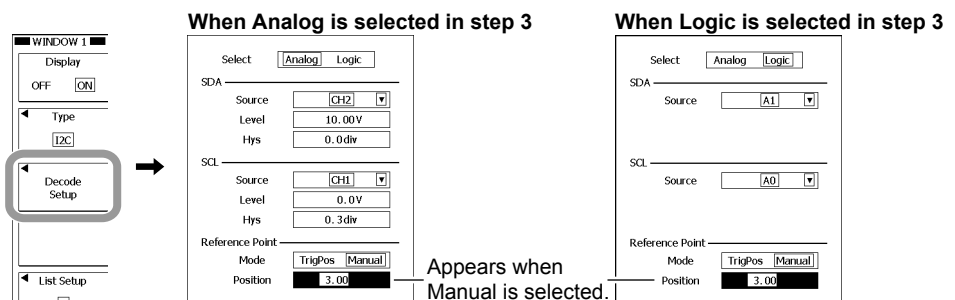 When Analog is selected in step 3
When Logic is selected in step 3
WINDOW 1
Display
OFF ON
Type
I2C
Decode
Setup
List Setup
Select Analog Logic
SDA
Source CH2
Level 10.00V
Hys 0.0div
SCL
Source CH1
Level 0.0V
Hys 0.3div
Reference Point
Mode TrigPos Manual
Position 3.00
Appears when
Manual is selected.
Select Analog Logic
SDA
Source A1
SCL
Source A0
Reference Point
Mode TrigPos Manual
Position 3.00